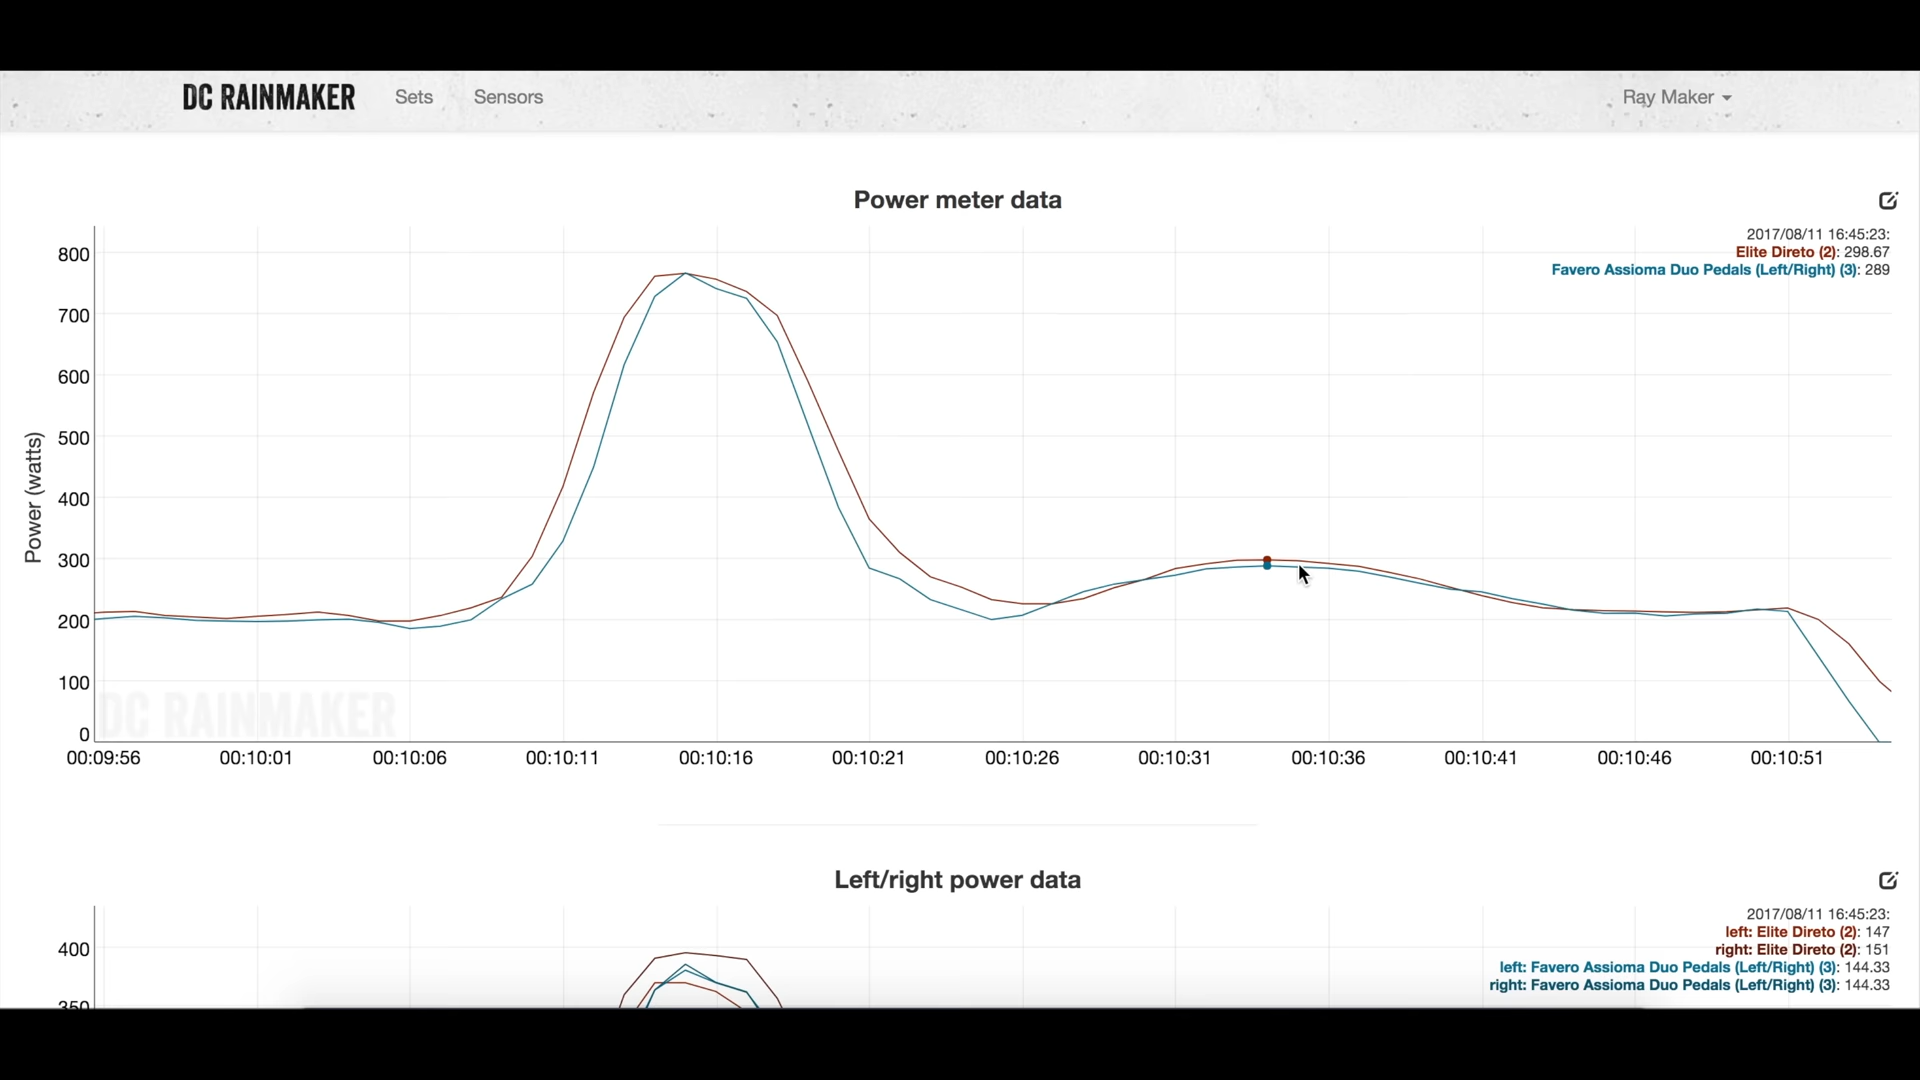 DC RAINMAKER Sets Sensors Ray Maker
Power meter data
2017/08/11 16:45:23:
Elite Direto (2): 298.67
Favero Assioma Duo Pedals (Left/Right) (3): 289
800
700
600
500
400
300
200
100
0
Power (watts)
DC RAINMAKER
00:09:56 00:10:01 00:10:06 00:10:11 00:10:16 00:10:21 00:10:26 00:10:31 00:10:36 00:10:41 00:10:46 00:10:51
Left/right power data
2017/08/11 16:45:23:
left: Elite Direto (2): 147
right: Elite Direto (2): 151
left: Favero Assioma Duo Pedals (Left/Right) (3): 144.33
right: Favero Assioma Duo Pedals (Left/Right) (3): 144.33
400
350